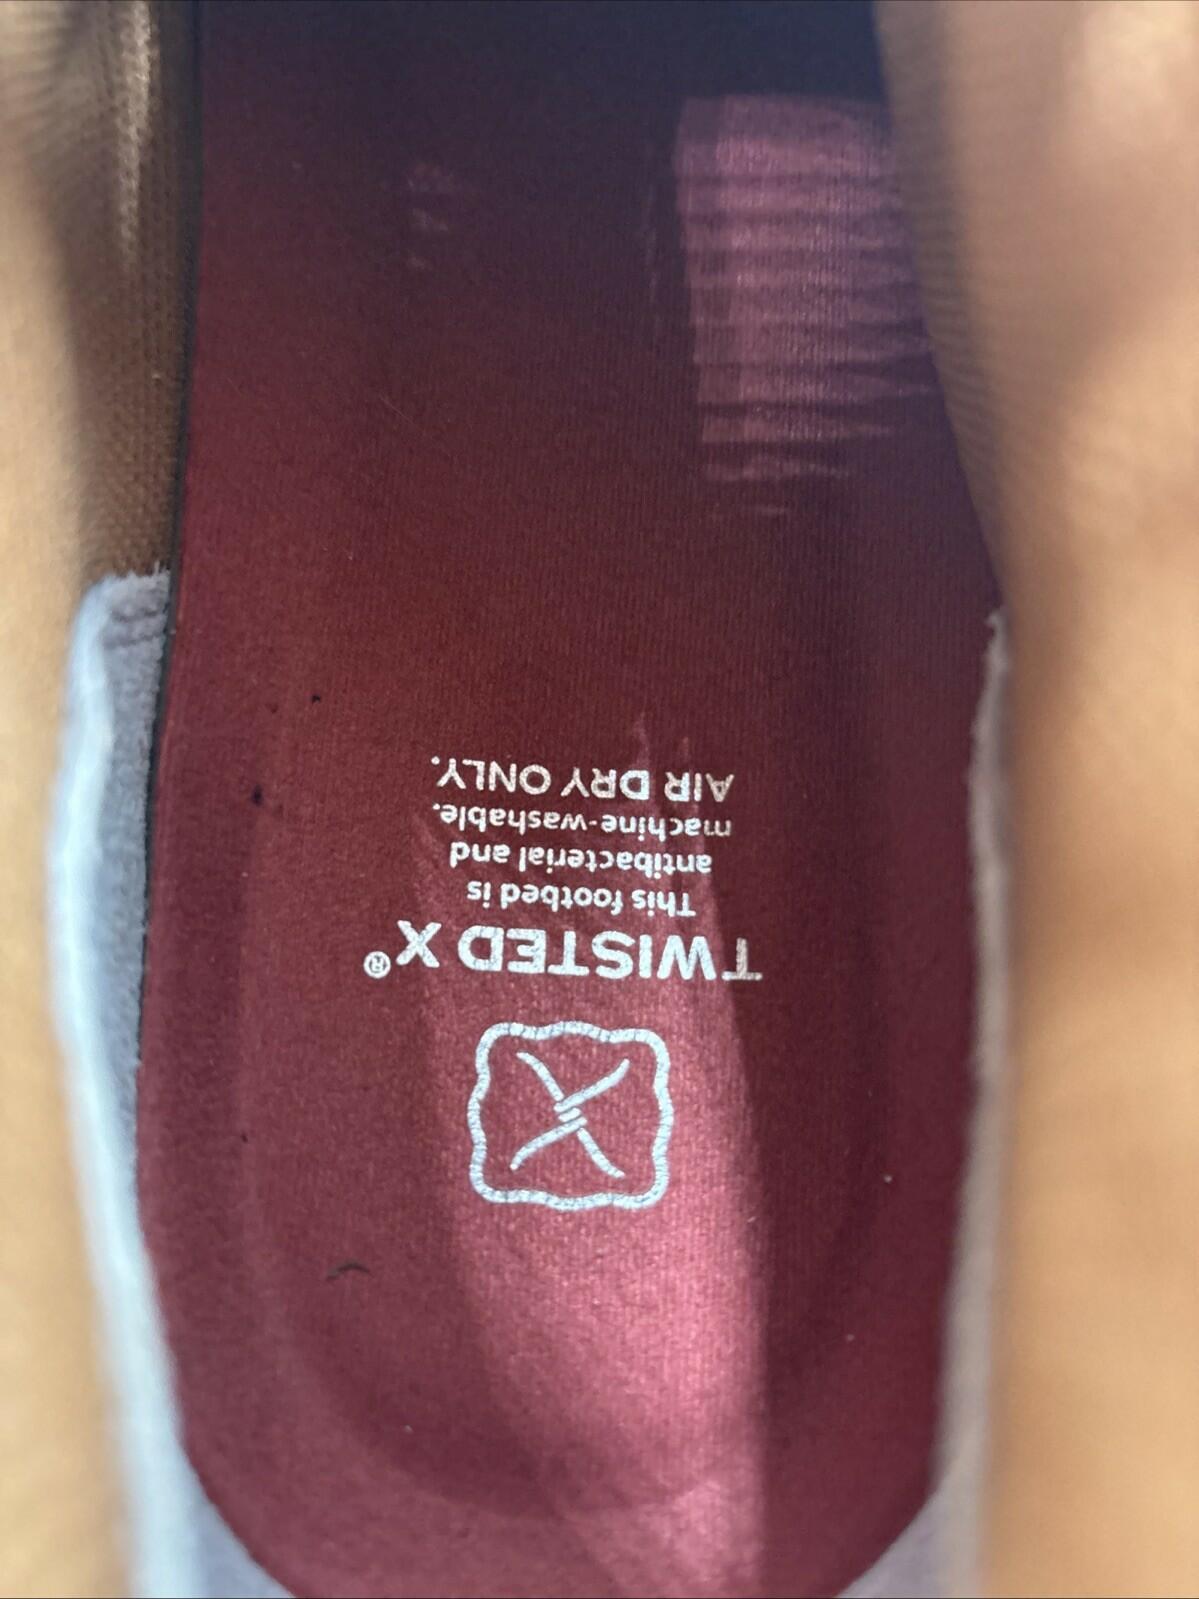 TWISTED X®
This footbed is
antibacterial and
machine-washable.
AIR DRY ONLY.